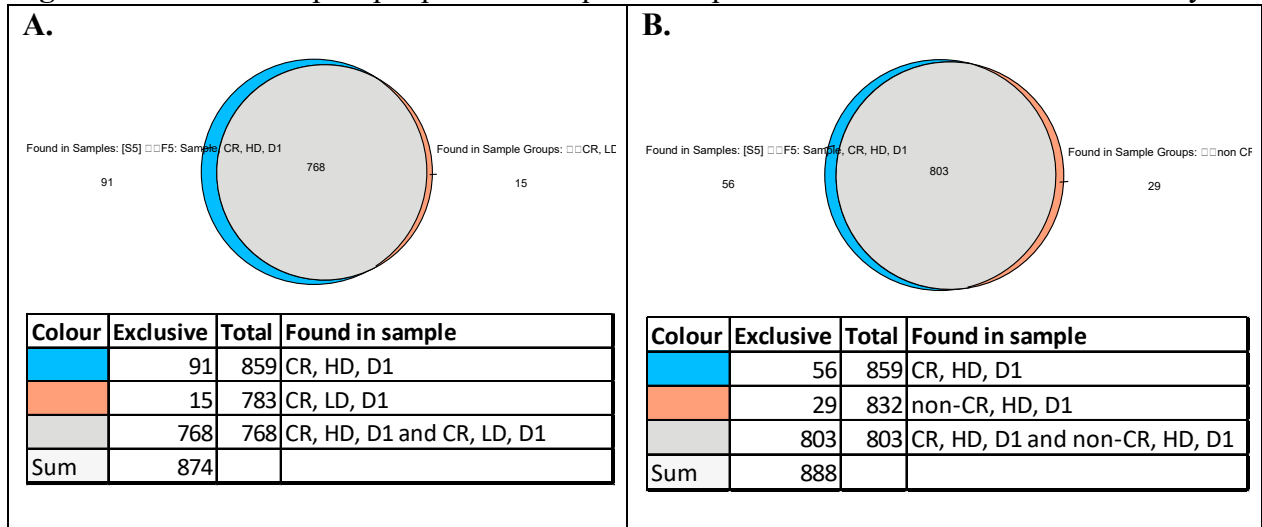 A.
Found in Samples: [S5] □□F5: Sample, CR, HD, D1
91
768
Found in Sample Groups: □□CR, LD
15
Colour Exclusive Total Found in sample
91 859 CR, HD, D1
15 783 CR, LD, D1
768 768 CR, HD, D1 and CR, LD, D1
Sum 874
B.
Found in Samples: [S5] □□F5: Sample, CR, HD, D1
56
803
Found in Sample Groups: □□non CR
29
Colour Exclusive Total Found in sample
56 859 CR, HD, D1
29 832 non-CR, HD, D1
803 803 CR, HD, D1 and non-CR, HD, D1
Sum 888